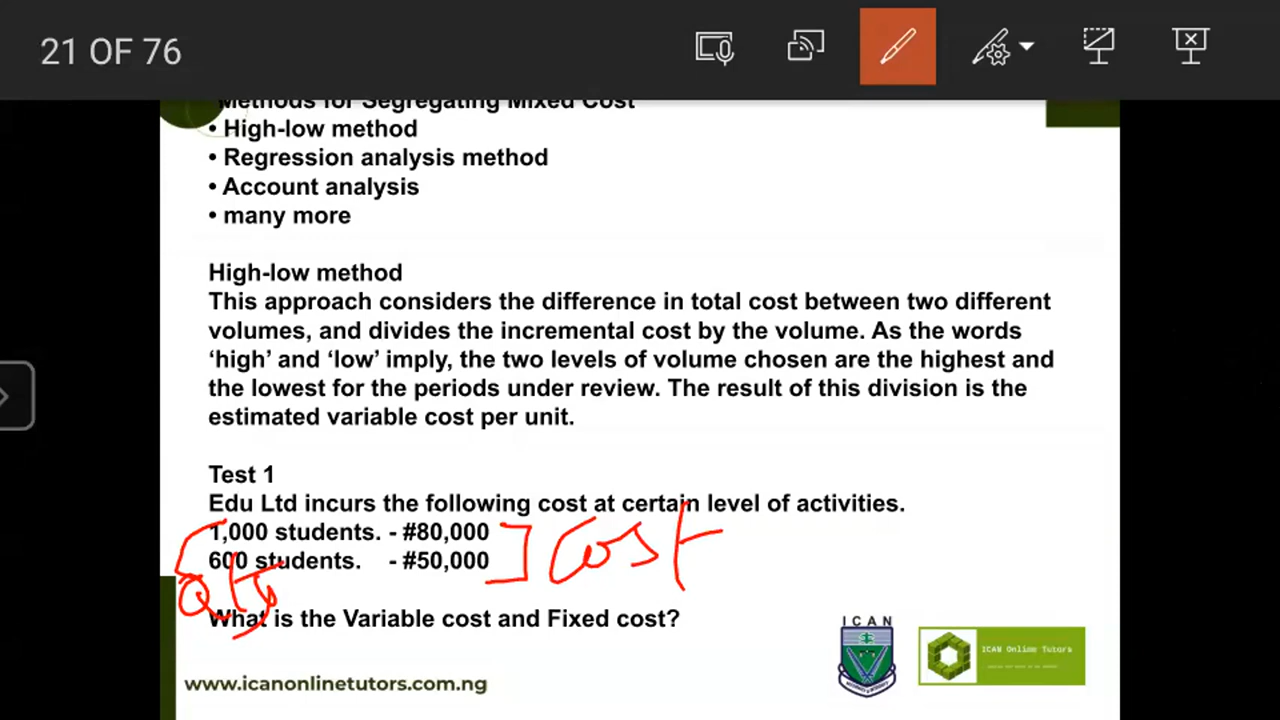 21 OF 76
Methods for Segregating Mixed Cost
• High-low method
• Regression analysis method
• Account analysis
• many more
High-low method
This approach considers the difference in total cost between two different
volumes, and divides the incremental cost by the volume. As the words
‘high’ and ‘low’ imply, the two levels of volume chosen are the highest and
the lowest for the periods under review. The result of this division is the
estimated variable cost per unit.
Test 1
Edu Ltd incurs the following cost at certain level of activities.
1,000 students. - #80,000
600 students. - #50,000
Cost
Qty
What is the Variable cost and Fixed cost?
ICAN
ICAN Online Tutors
www.icanonlinetutors.com.ng